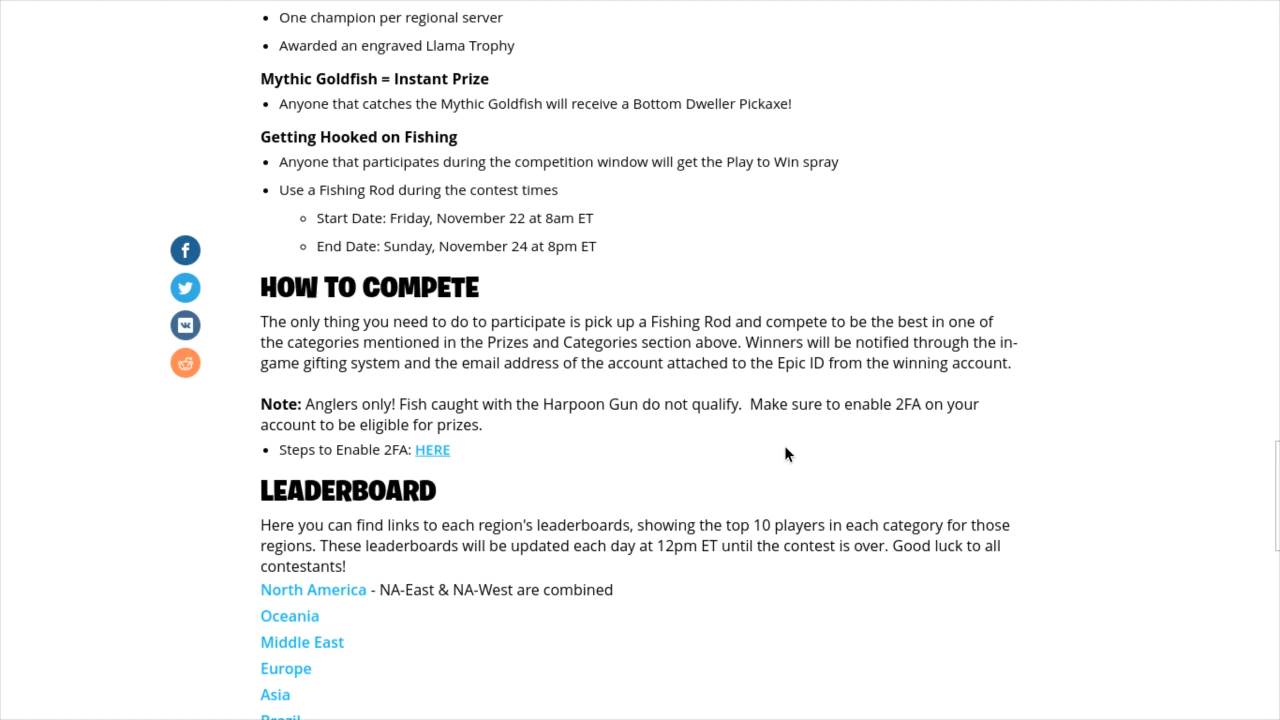 One champion per regional server
Awarded an engraved Llama Trophy
Mythic Goldfish = Instant Prize
Anyone that catches the Mythic Goldfish will receive a Bottom Dweller Pickaxe!
Getting Hooked on Fishing
Anyone that participates during the competition window will get the Play to Win spray
Use a Fishing Rod during the contest times
Start Date: Friday, November 22 at 8am ET
End Date: Sunday, November 24 at 8pm ET
HOW TO COMPETE
The only thing you need to do to participate is pick up a Fishing Rod and compete to be the best in one of
the categories mentioned in the Prizes and Categories section above. Winners will be notified through the in-
game gifting system and the email address of the account attached to the Epic ID from the winning account.
Note: Anglers only! Fish caught with the Harpoon Gun do not qualify.  Make sure to enable 2FA on your
account to be eligible for prizes.
Steps to Enable 2FA: HERE
LEADERBOARD
Here you can find links to each region's leaderboards, showing the top 10 players in each category for those
regions. These leaderboards will be updated each day at 12pm ET until the contest is over. Good luck to all
contestants!
North America - NA-East & NA-West are combined
Oceania
Middle East
Europe
Asia
Brazil